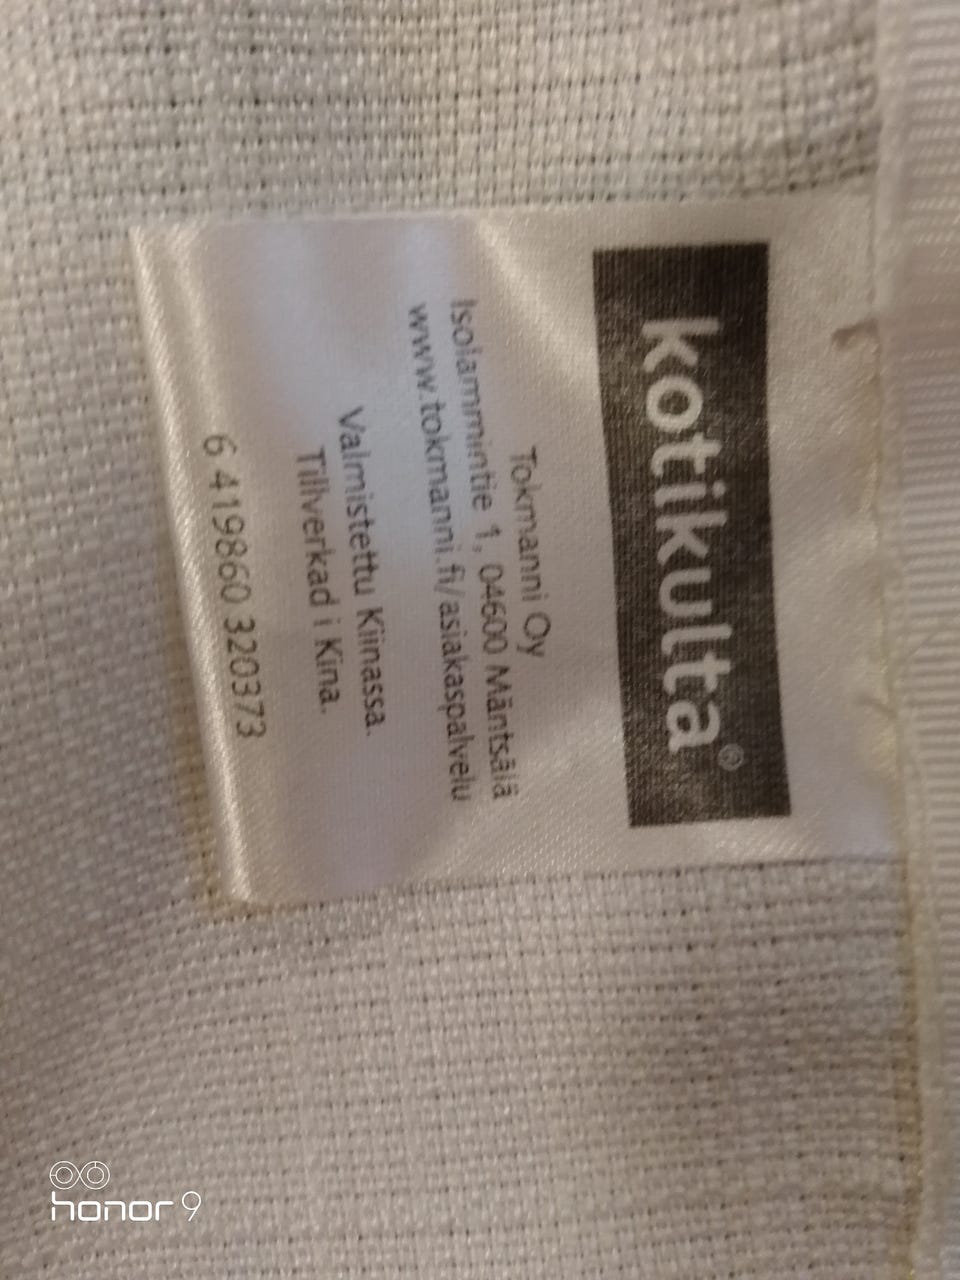 kotikulta®
Tokmanni Oy
Isolammintie 1, 04600 Mäntsälä
www.tokmanni.fi/asiakaspalvelu
Valmistettu Kiinassa.
Tillverkad i Kina.
6 419860 320373
honor 9